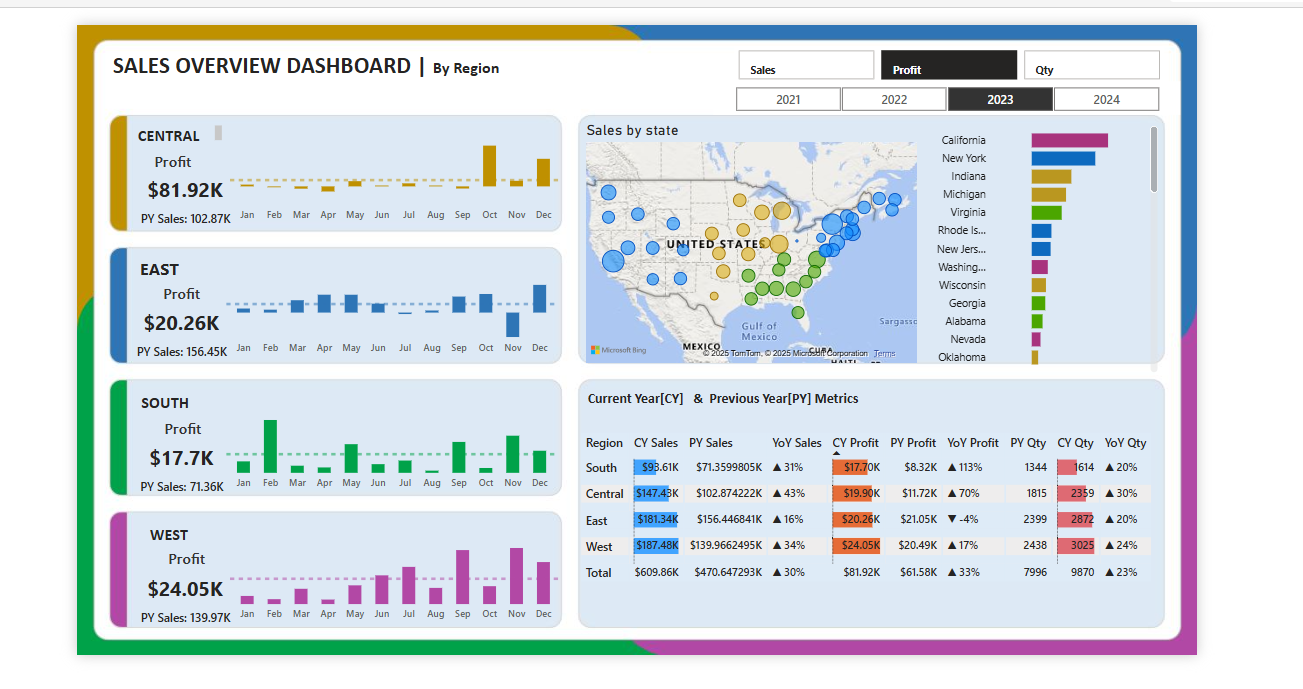 SALES OVERVIEW DASHBOARD | By Region
Sales Profit Qty
2021 2022 2023 2024
CENTRAL
Profit
$81.92K
PY Sales: 102.87K
Jan Feb Mar Apr May Jun Jul Aug Sep Oct Nov Dec
EAST
Profit
$20.26K
PY Sales: 156.45K
Jan Feb Mar Apr May Jun Jul Aug Sep Oct Nov Dec
SOUTH
Profit
$17.7K
PY Sales: 71.36K
Jan Feb Mar Apr May Jun Jul Aug Sep Oct Nov Dec
WEST
Profit
$24.05K
PY Sales: 139.97K
Jan Feb Mar Apr May Jun Jul Aug Sep Oct Nov Dec
Sales by state
UNITED STATES
Gulf of
Mexico
Sargasso
MEXICO
CUBA
HAITI
Microsoft Bing
© 2025 TomTom, © 2025 Microsoft Corporation Terms
California
New York
Indiana
Michigan
Virginia
Rhode Is...
New Jers...
Washing...
Wisconsin
Georgia
Alabama
Nevada
Oklahoma
Current Year[CY] & Previous Year[PY] Metrics
Region CY Sales PY Sales YoY Sales CY Profit PY Profit YoY Profit PY Qty CY Qty YoY Qty
South $93.61K $71.3599805K ▲ 31% $17.70K $8.32K ▲ 113% 1344 1614 ▲ 20%
Central $147.43K $102.874222K ▲ 43% $19.90K $11.72K ▲ 70% 1815 2359 ▲ 30%
East $181.34K $156.446841K ▲ 16% $20.26K $21.05K ▼ -4% 2399 2872 ▲ 20%
West $187.48K $139.9662495K ▲ 34% $24.05K $20.49K ▲ 17% 2438 3025 ▲ 24%
Total $609.86K $470.647293K ▲ 30% $81.92K $61.58K ▲ 33% 7996 9870 ▲ 23%